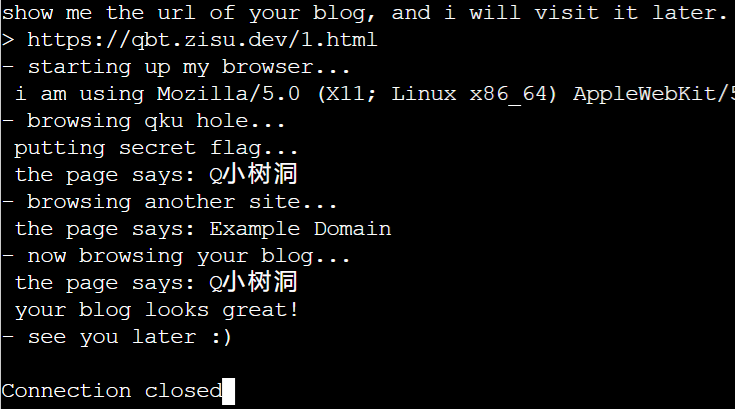 show me the url of your blog, and i will visit it later.
> https://qbt.zisu.dev/1.html
- starting up my browser...
i am using Mozilla/5.0 (X11; Linux x86_64) AppleWebKit/5
- browsing qku hole...
putting secret flag...
the page says: Q小树洞
- browsing another site...
the page says: Example Domain
- now browsing your blog...
the page says: Q小树洞
your blog looks great!
- see you later :)
Connection closed